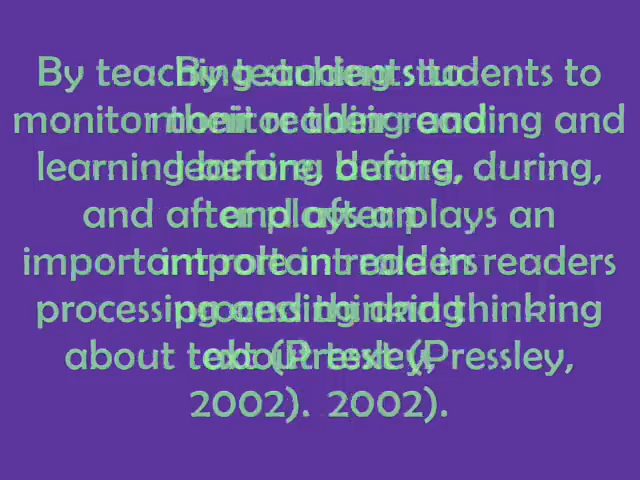 By teaching students to
monitor their reading and
learning before, during,
and after plays an
important role in readers
processing and thinking
about text (Pressley,
2002).